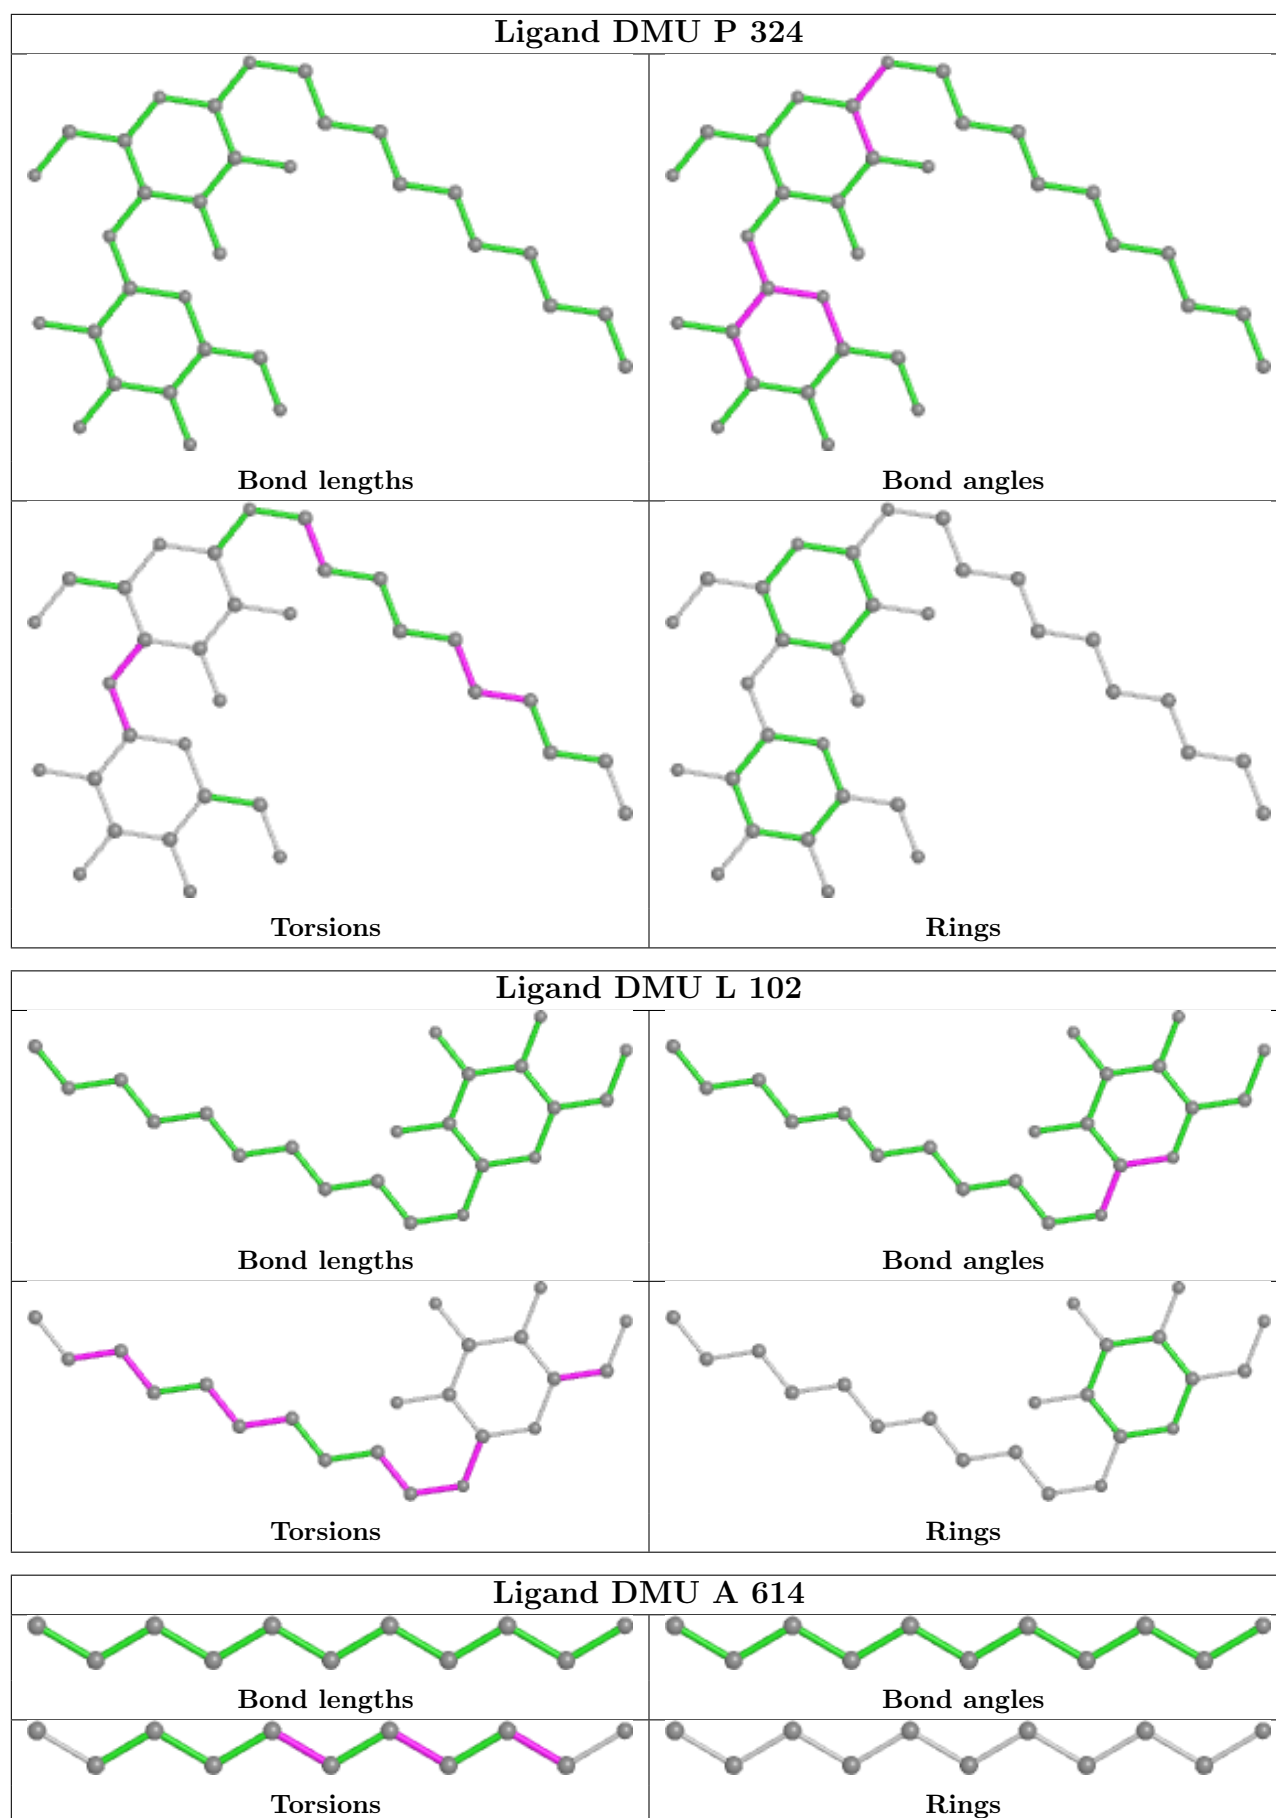 Ligand DMU P 324
Bond lengths
Bond angles
Torsions
Rings
Ligand DMU L 102
Bond lengths
Bond angles
Torsions
Rings
Ligand DMU A 614
Bond lengths
Bond angles
Torsions
Rings